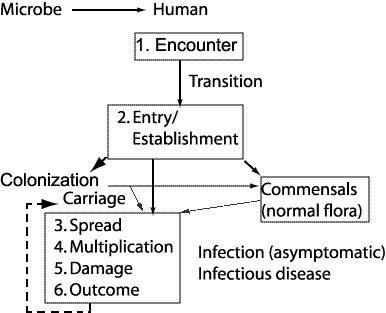 Microbe Human
1. Encounter
Transition
2. Entry/
Establishment
Colonization
Carriage
Commensals
(normal flora)
3. Spread
4. Multiplication
5. Damage
6. Outcome
Infection (asymptomatic)
Infectious disease